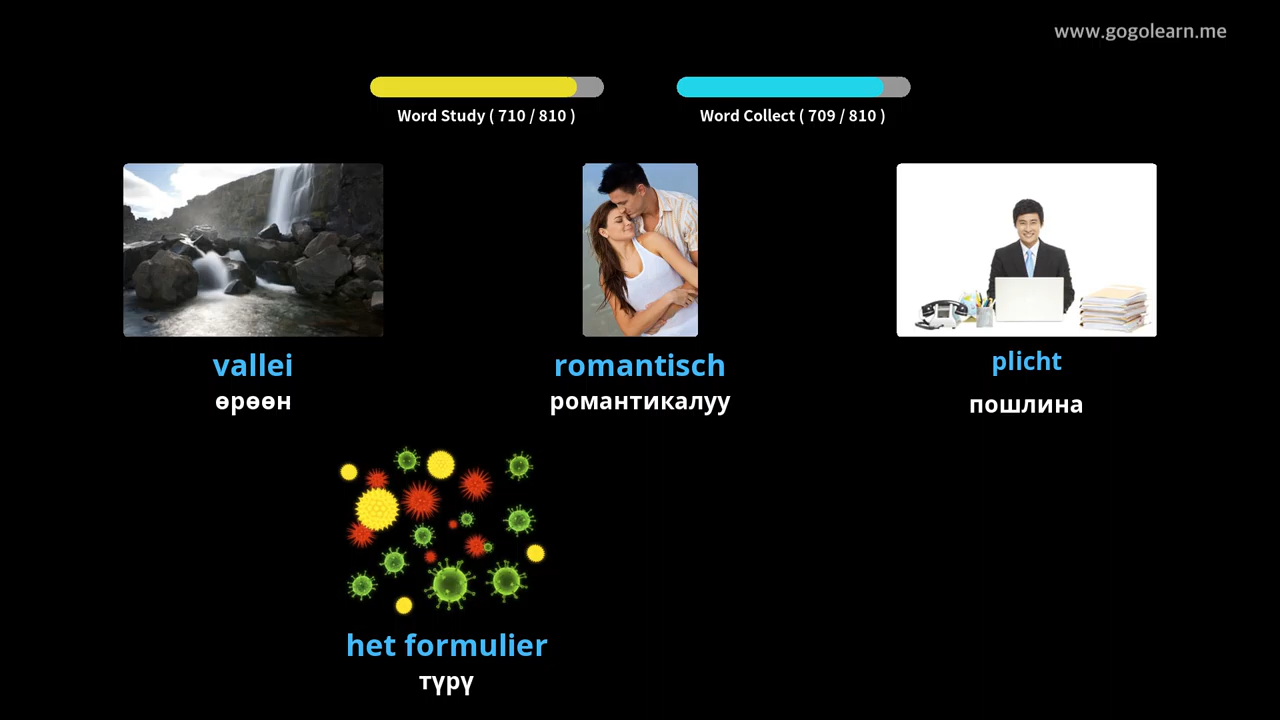 www.gogolearn.me
Word Study ( 710 / 810 )
Word Collect ( 709 / 810 )
vallei
өрөөн
romantisch
романтикалуу
plicht
пошлина
het formulier
түрү